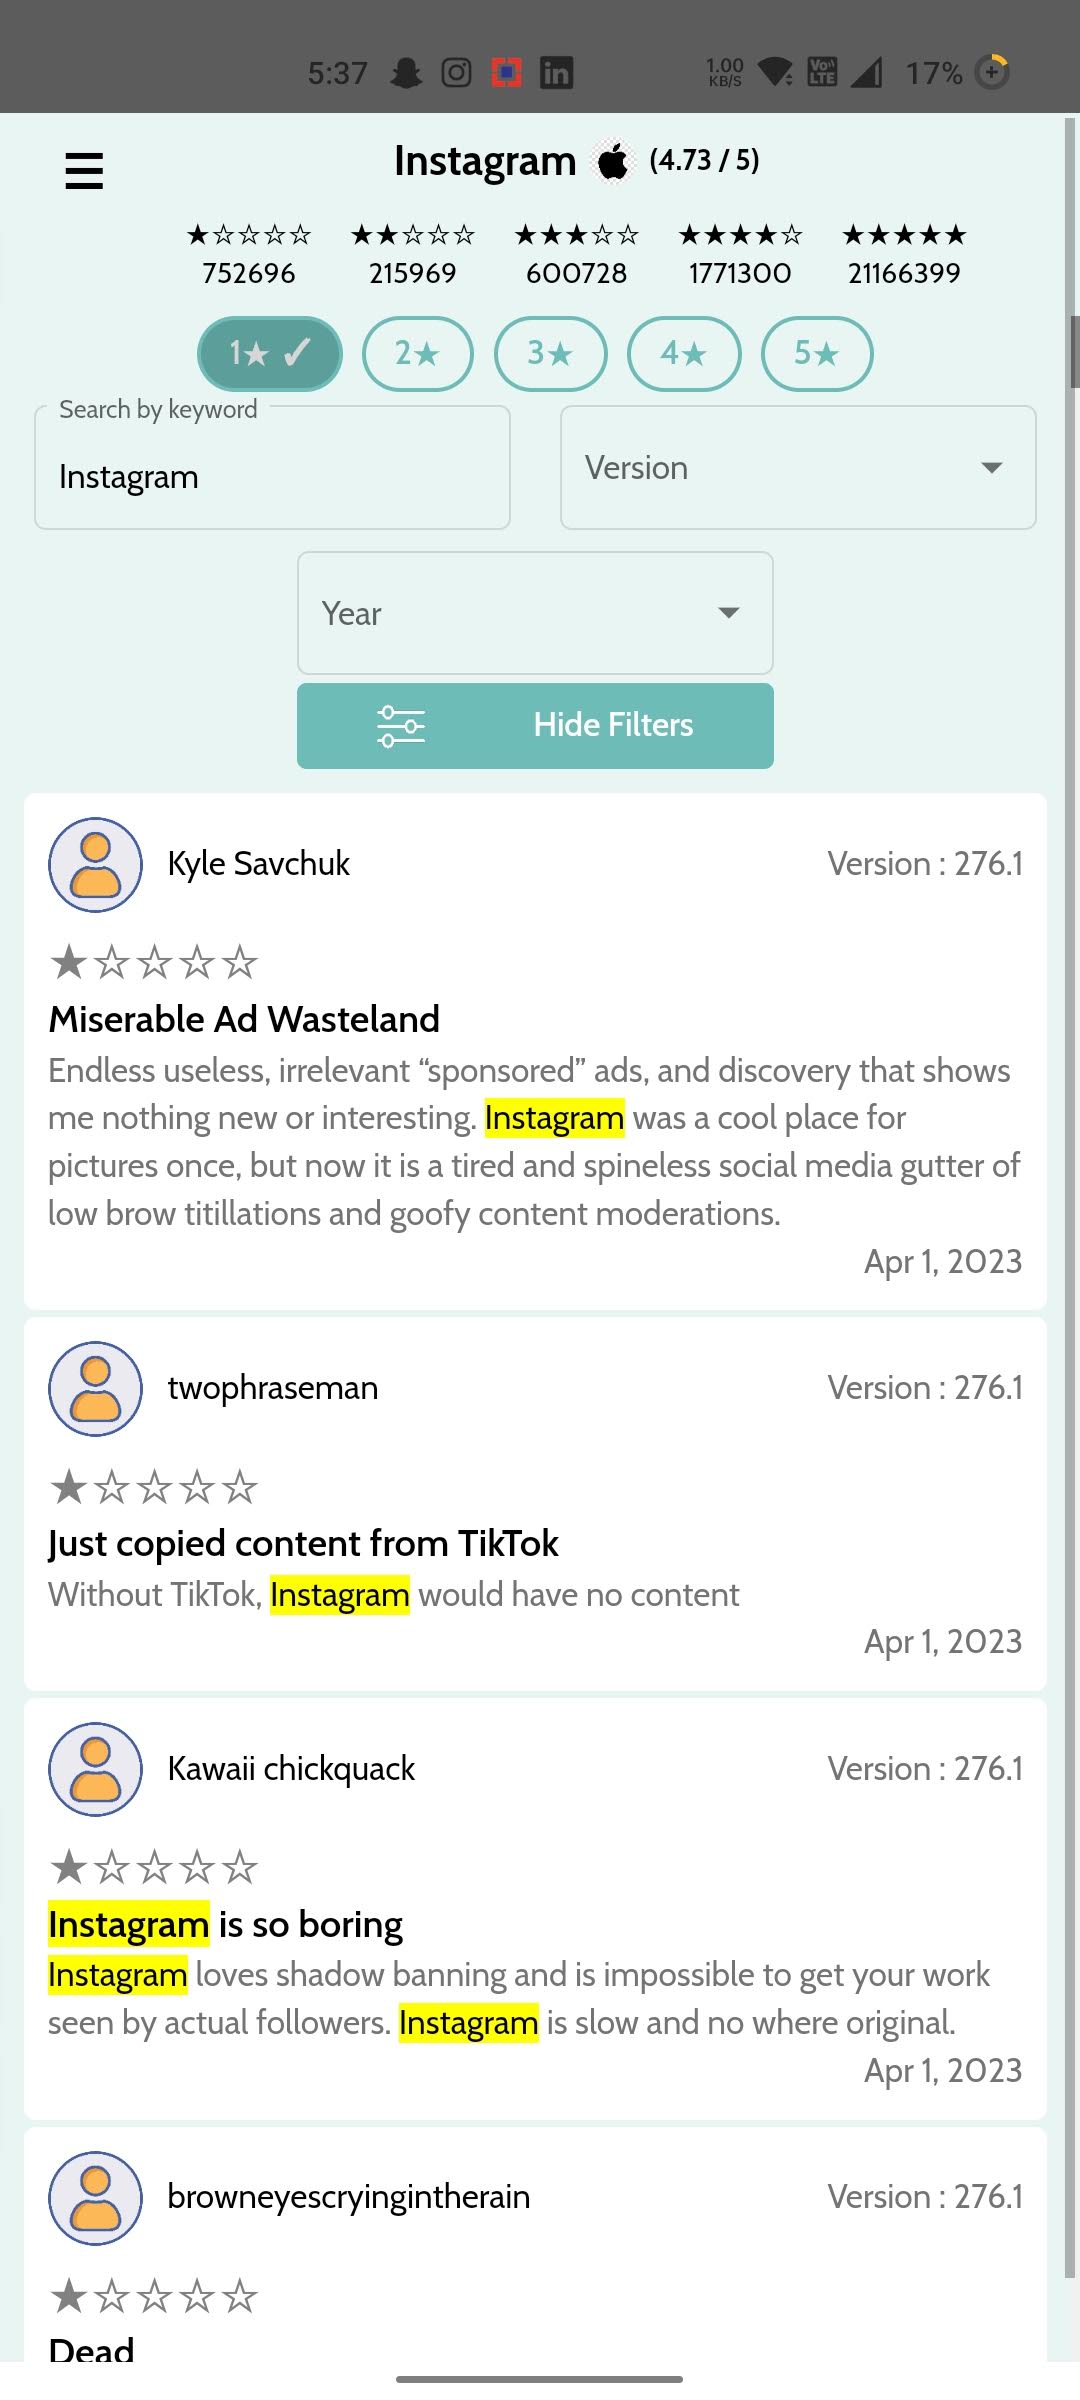 5:37 1.00 KB/S Vo LTE 17%
Instagram (4.73 / 5)
★☆☆☆☆ ★★☆☆☆ ★★★☆☆ ★★★★☆ ★★★★★
752696 215969 600728 1771300 21166399
1★ ✓ 2★ 3★ 4★ 5★
Search by keyword
Instagram Version
Year
Hide Filters
Kyle Savchuk Version : 276.1
★☆☆☆☆
Miserable Ad Wasteland
Endless useless, irrelevant “sponsored” ads, and discovery that shows
me nothing new or interesting. Instagram was a cool place for
pictures once, but now it is a tired and spineless social media gutter of
low brow titillations and goofy content moderations.
Apr 1, 2023
twophraseman Version : 276.1
★☆☆☆☆
Just copied content from TikTok
Without TikTok, Instagram would have no content
Apr 1, 2023
Kawaii chickquack Version : 276.1
★☆☆☆☆
Instagram is so boring
Instagram loves shadow banning and is impossible to get your work
seen by actual followers. Instagram is slow and no where original.
Apr 1, 2023
browneyescryingintherain Version : 276.1
★☆☆☆☆
Dead